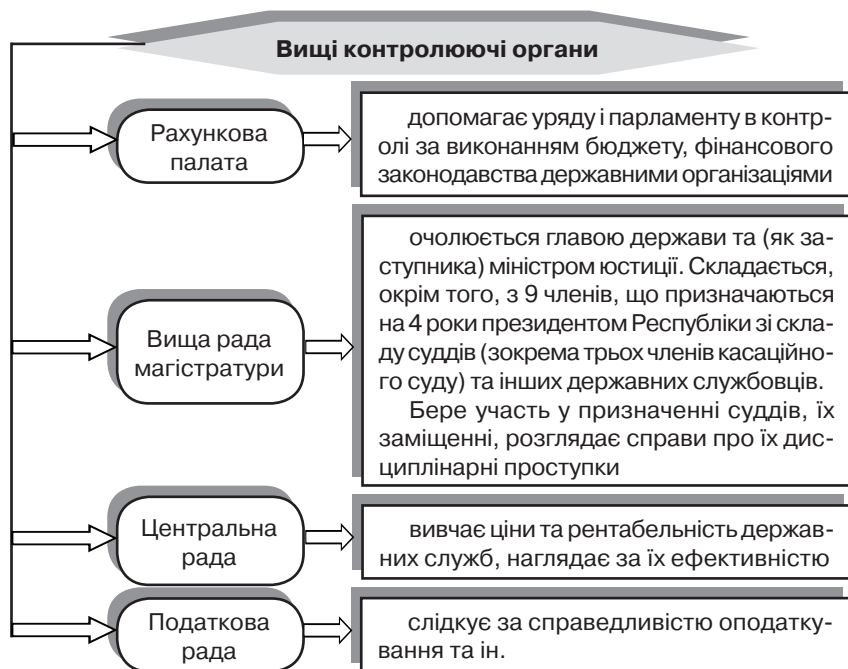 Вищі контролюючі органи
Рахункова
палата
допомагає уряду і парламенту в контр-
олі за виконанням бюджету, фінансового
законодавства державними організаціями
Вища рада
магістратури
очолюється главою держави та (як за-
ступника) міністром юстиції. Складається,
окрім того, з 9 членів, що призначаються
на 4 роки президентом Республіки зі скла-
ду суддів (зокрема трьох членів касаційно-
го суду) та інших державних службовців.
Бере участь у призначенні суддів, їх
заміщенні, розглядає справи про їх дис-
циплінарні проступки
Центральна
рада
вивчає ціни та рентабельність держав-
них служб, наглядає за їх ефективністю
Податкова
рада
слідкує за справедливістю оподатку-
вання та ін.